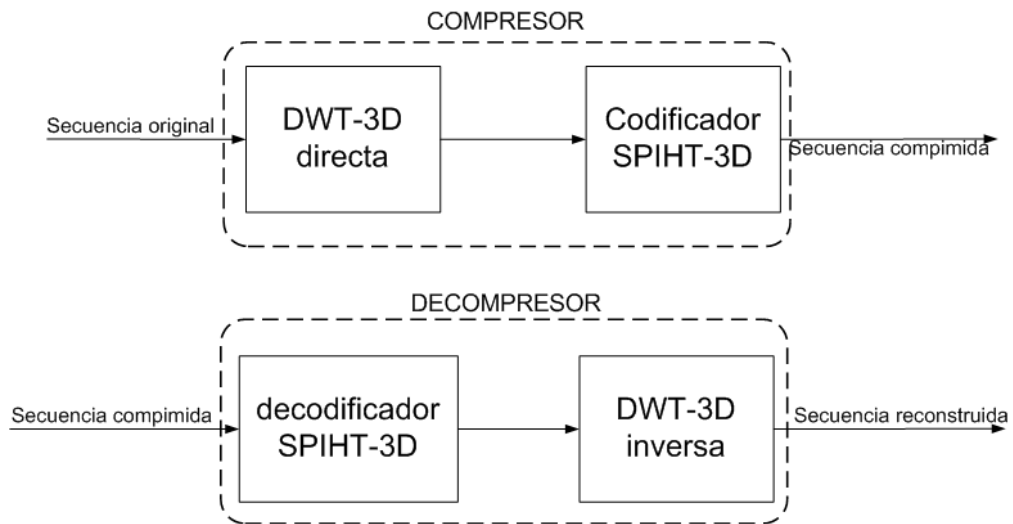 COMPRESOR
Secuencia original
DWT-3D
directa
Codificador
SPIHT-3D
Secuencia compimida
DECOMPRESOR
Secuencia compimida
decodificador
SPIHT-3D
DWT-3D
inversa
Secuencia reconstruida